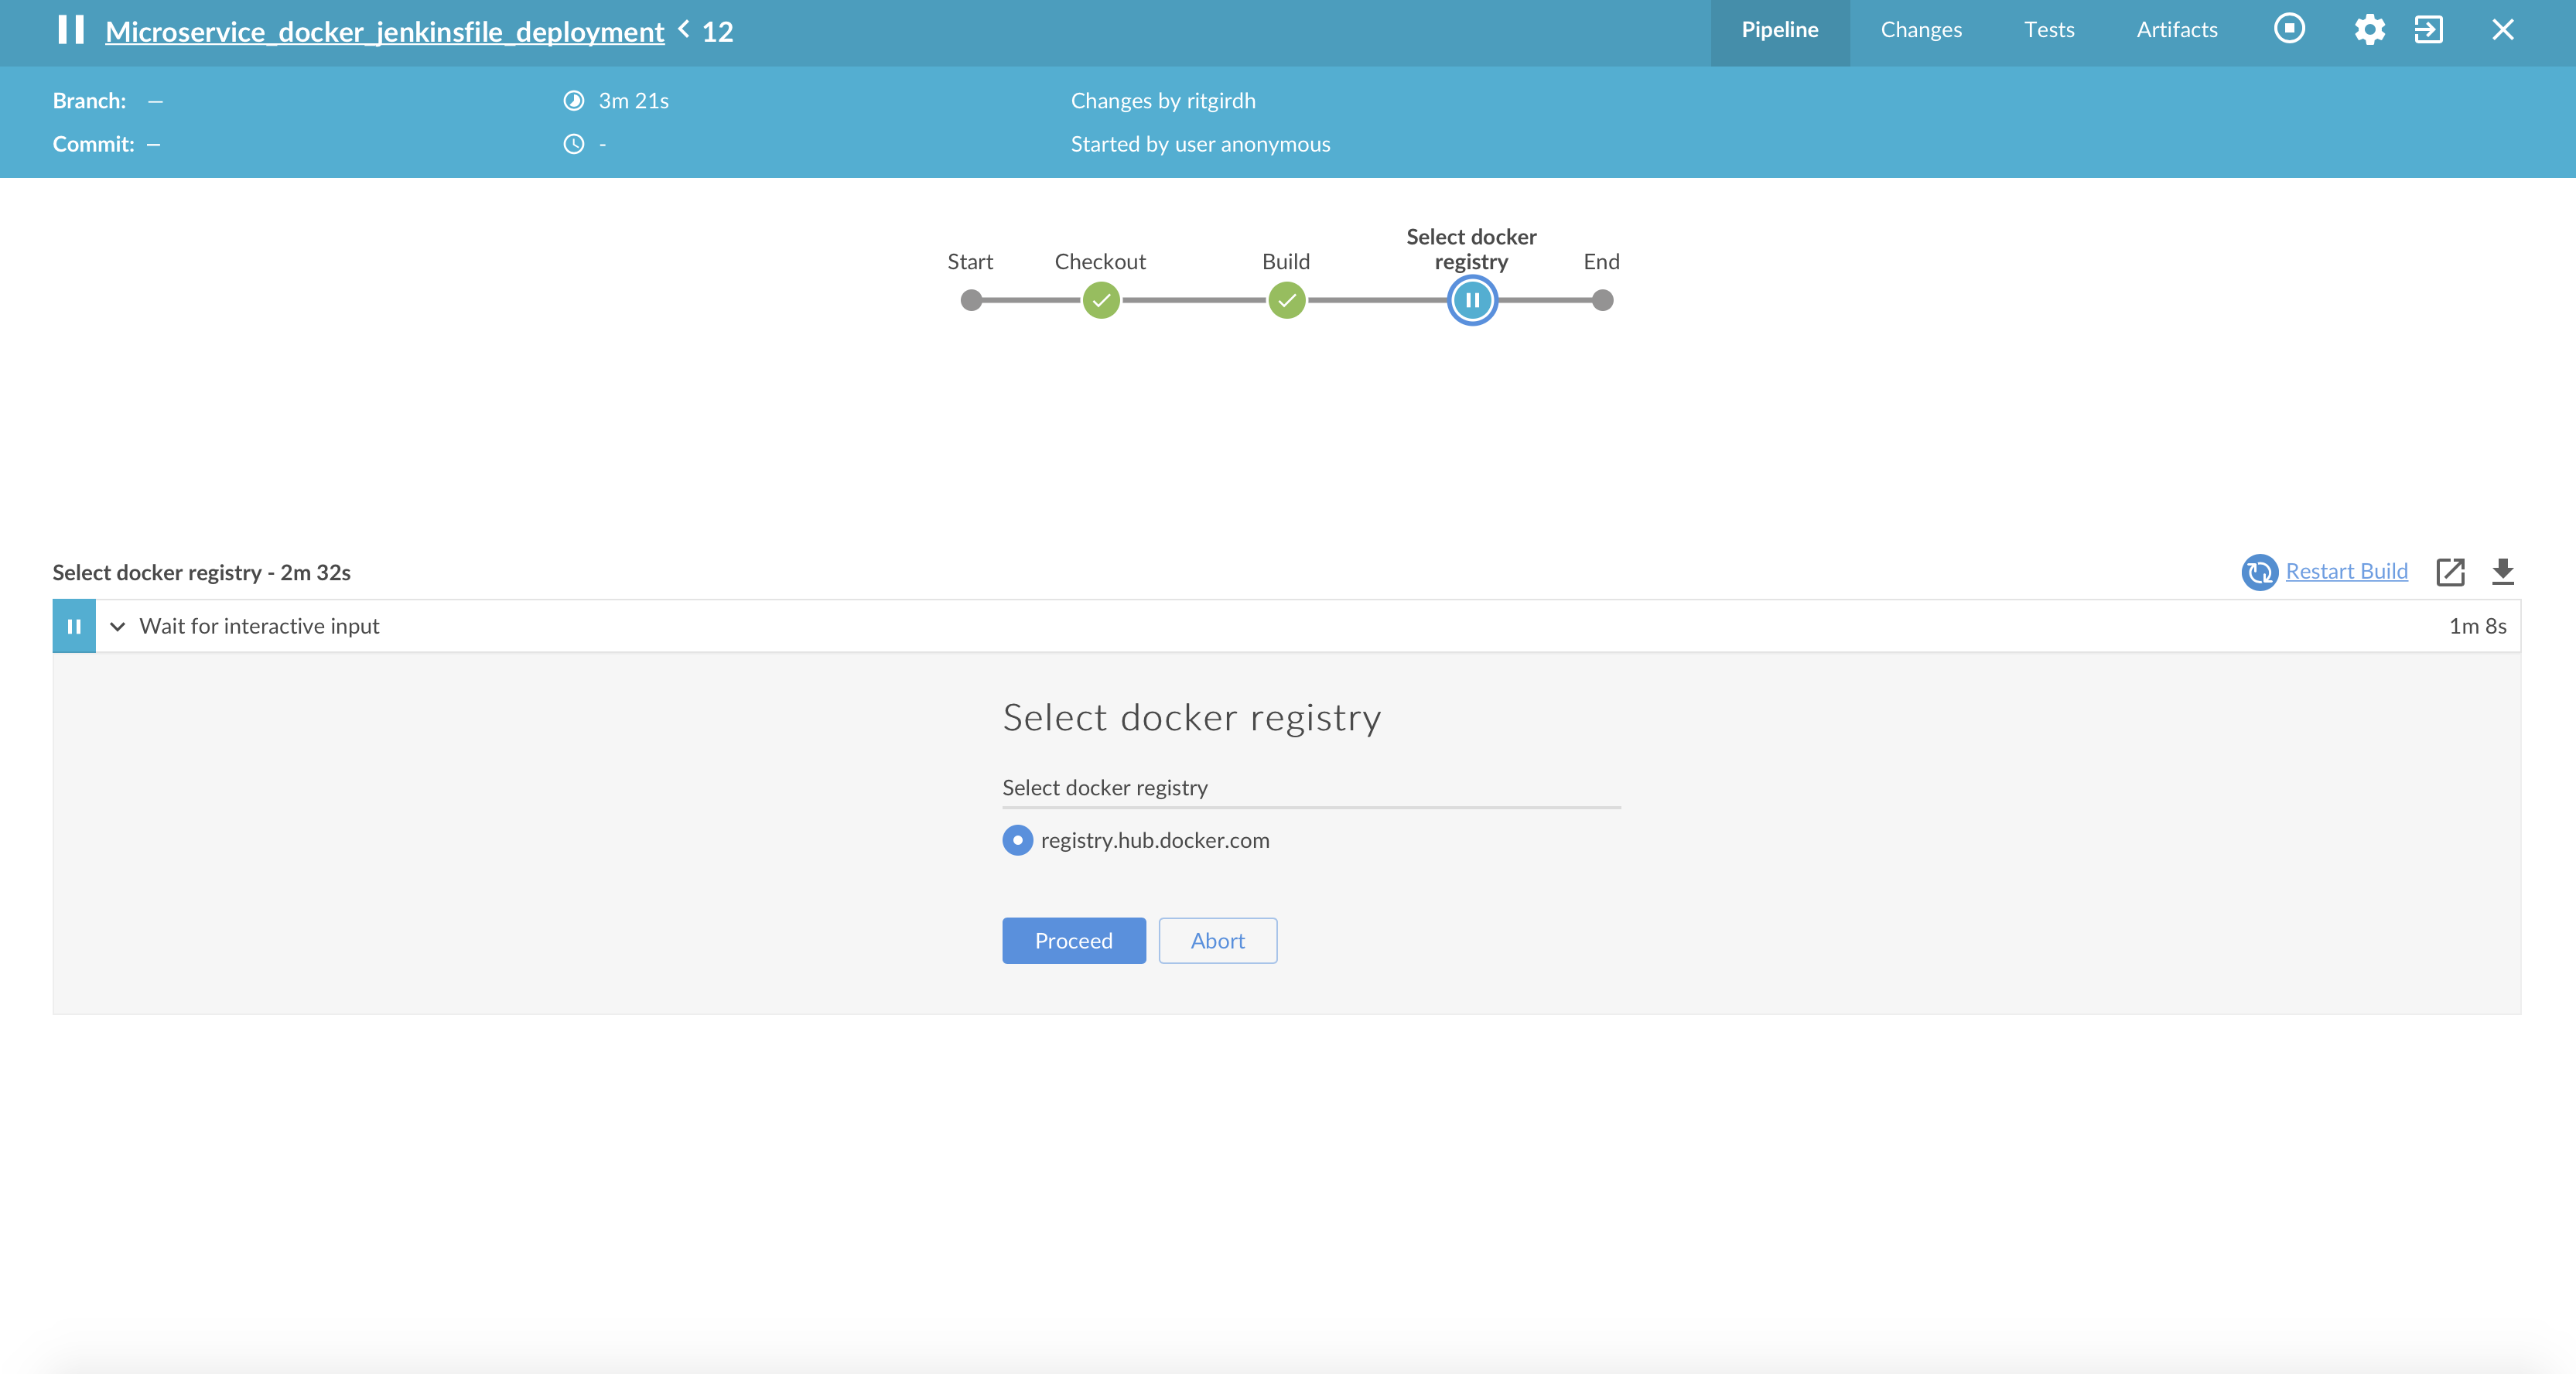 Microservice_docker_jenkinsfile_deployment < 12
Pipeline Changes Tests Artifacts
Branch: — 3m 21s Changes by ritgirdh
Commit: — - Started by user anonymous
Start Checkout Build Select docker registry End
Select docker registry - 2m 32s Restart Build
Wait for interactive input 1m 8s
Select docker registry
Select docker registry
registry.hub.docker.com
Proceed Abort